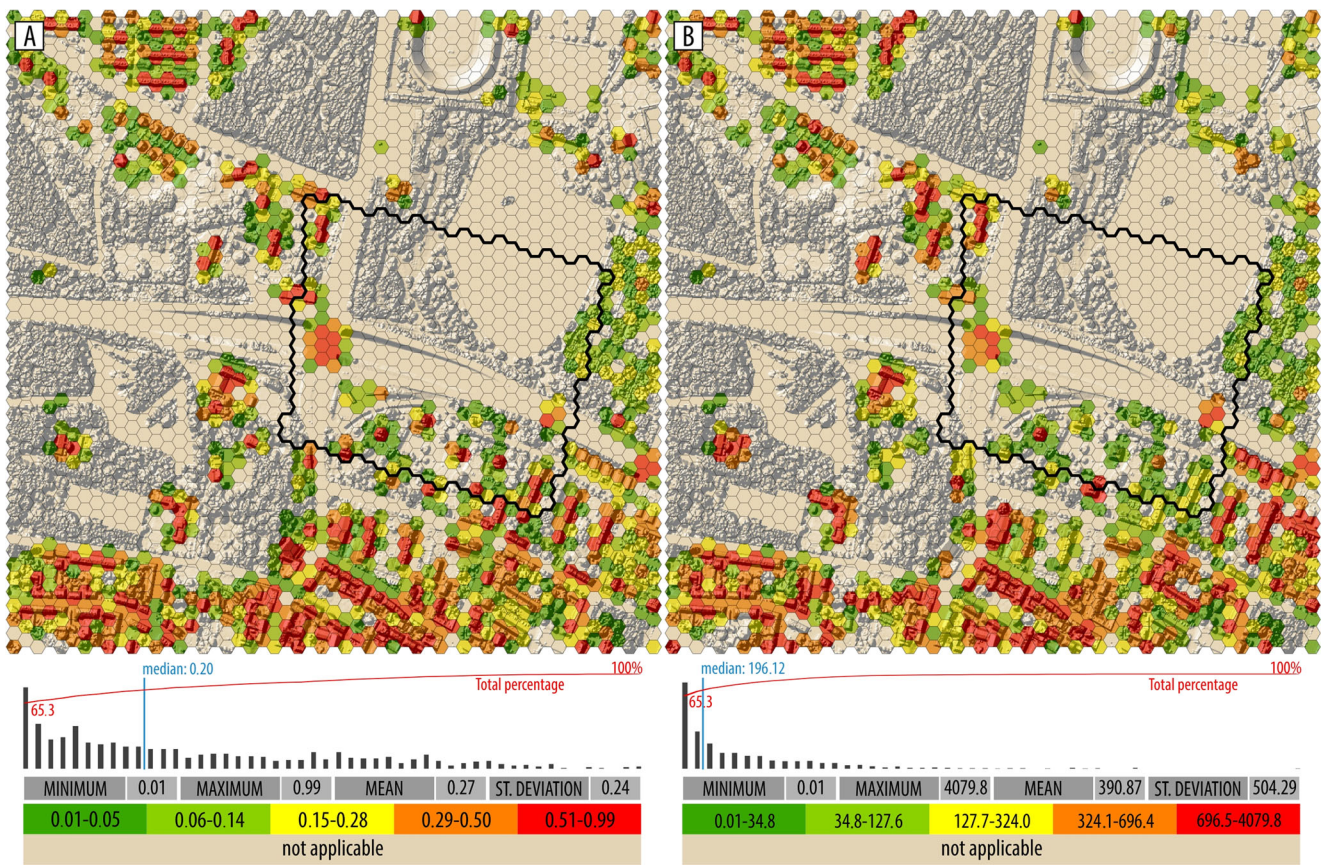 A
B
median: 0.20
100%
Total percentage
65.3
MINIMUM 0.01 MAXIMUM 0.99 MEAN 0.27 ST. DEVIATION 0.24
0.01-0.05 0.06-0.14 0.15-0.28 0.29-0.50 0.51-0.99
not applicable
median: 196.12
100%
Total percentage
65.3
MINIMUM 0.01 MAXIMUM 4079.8 MEAN 390.87 ST. DEVIATION 504.29
0.01-34.8 34.8-127.6 127.7-324.0 324.1-696.4 696.5-4079.8
not applicable